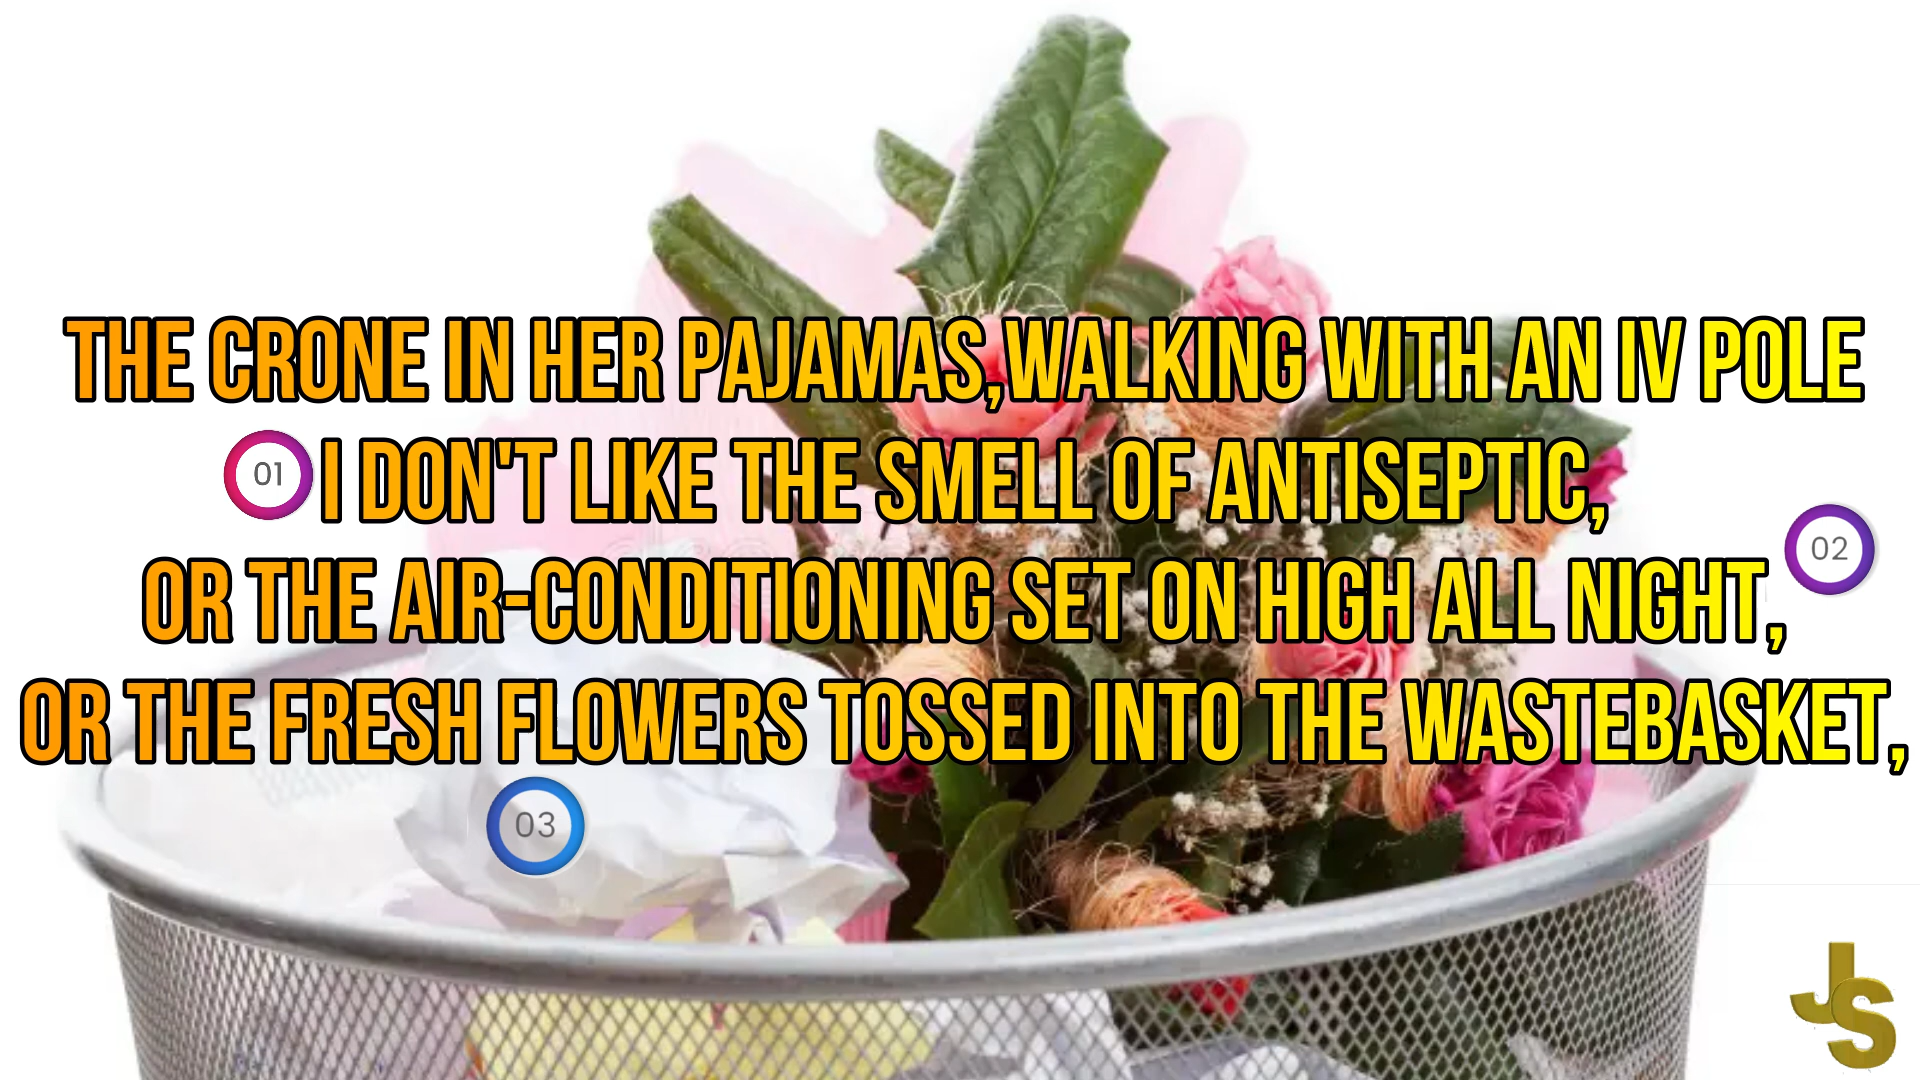 THE CRONE IN HER PAJAMAS,WALKING WITH AN IV POLE
01 I DON'T LIKE THE SMELL OF ANTISEPTIC,
02
OR THE AIR-CONDITIONING SET ON HIGH ALL NIGHT,
OR THE FRESH FLOWERS TOSSED INTO THE WASTEBASKET,
03
JS